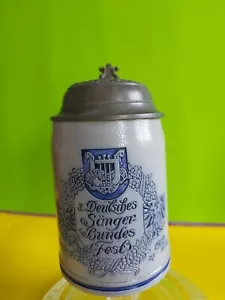 8. Deutsches
Sänger
Bundes
Fest